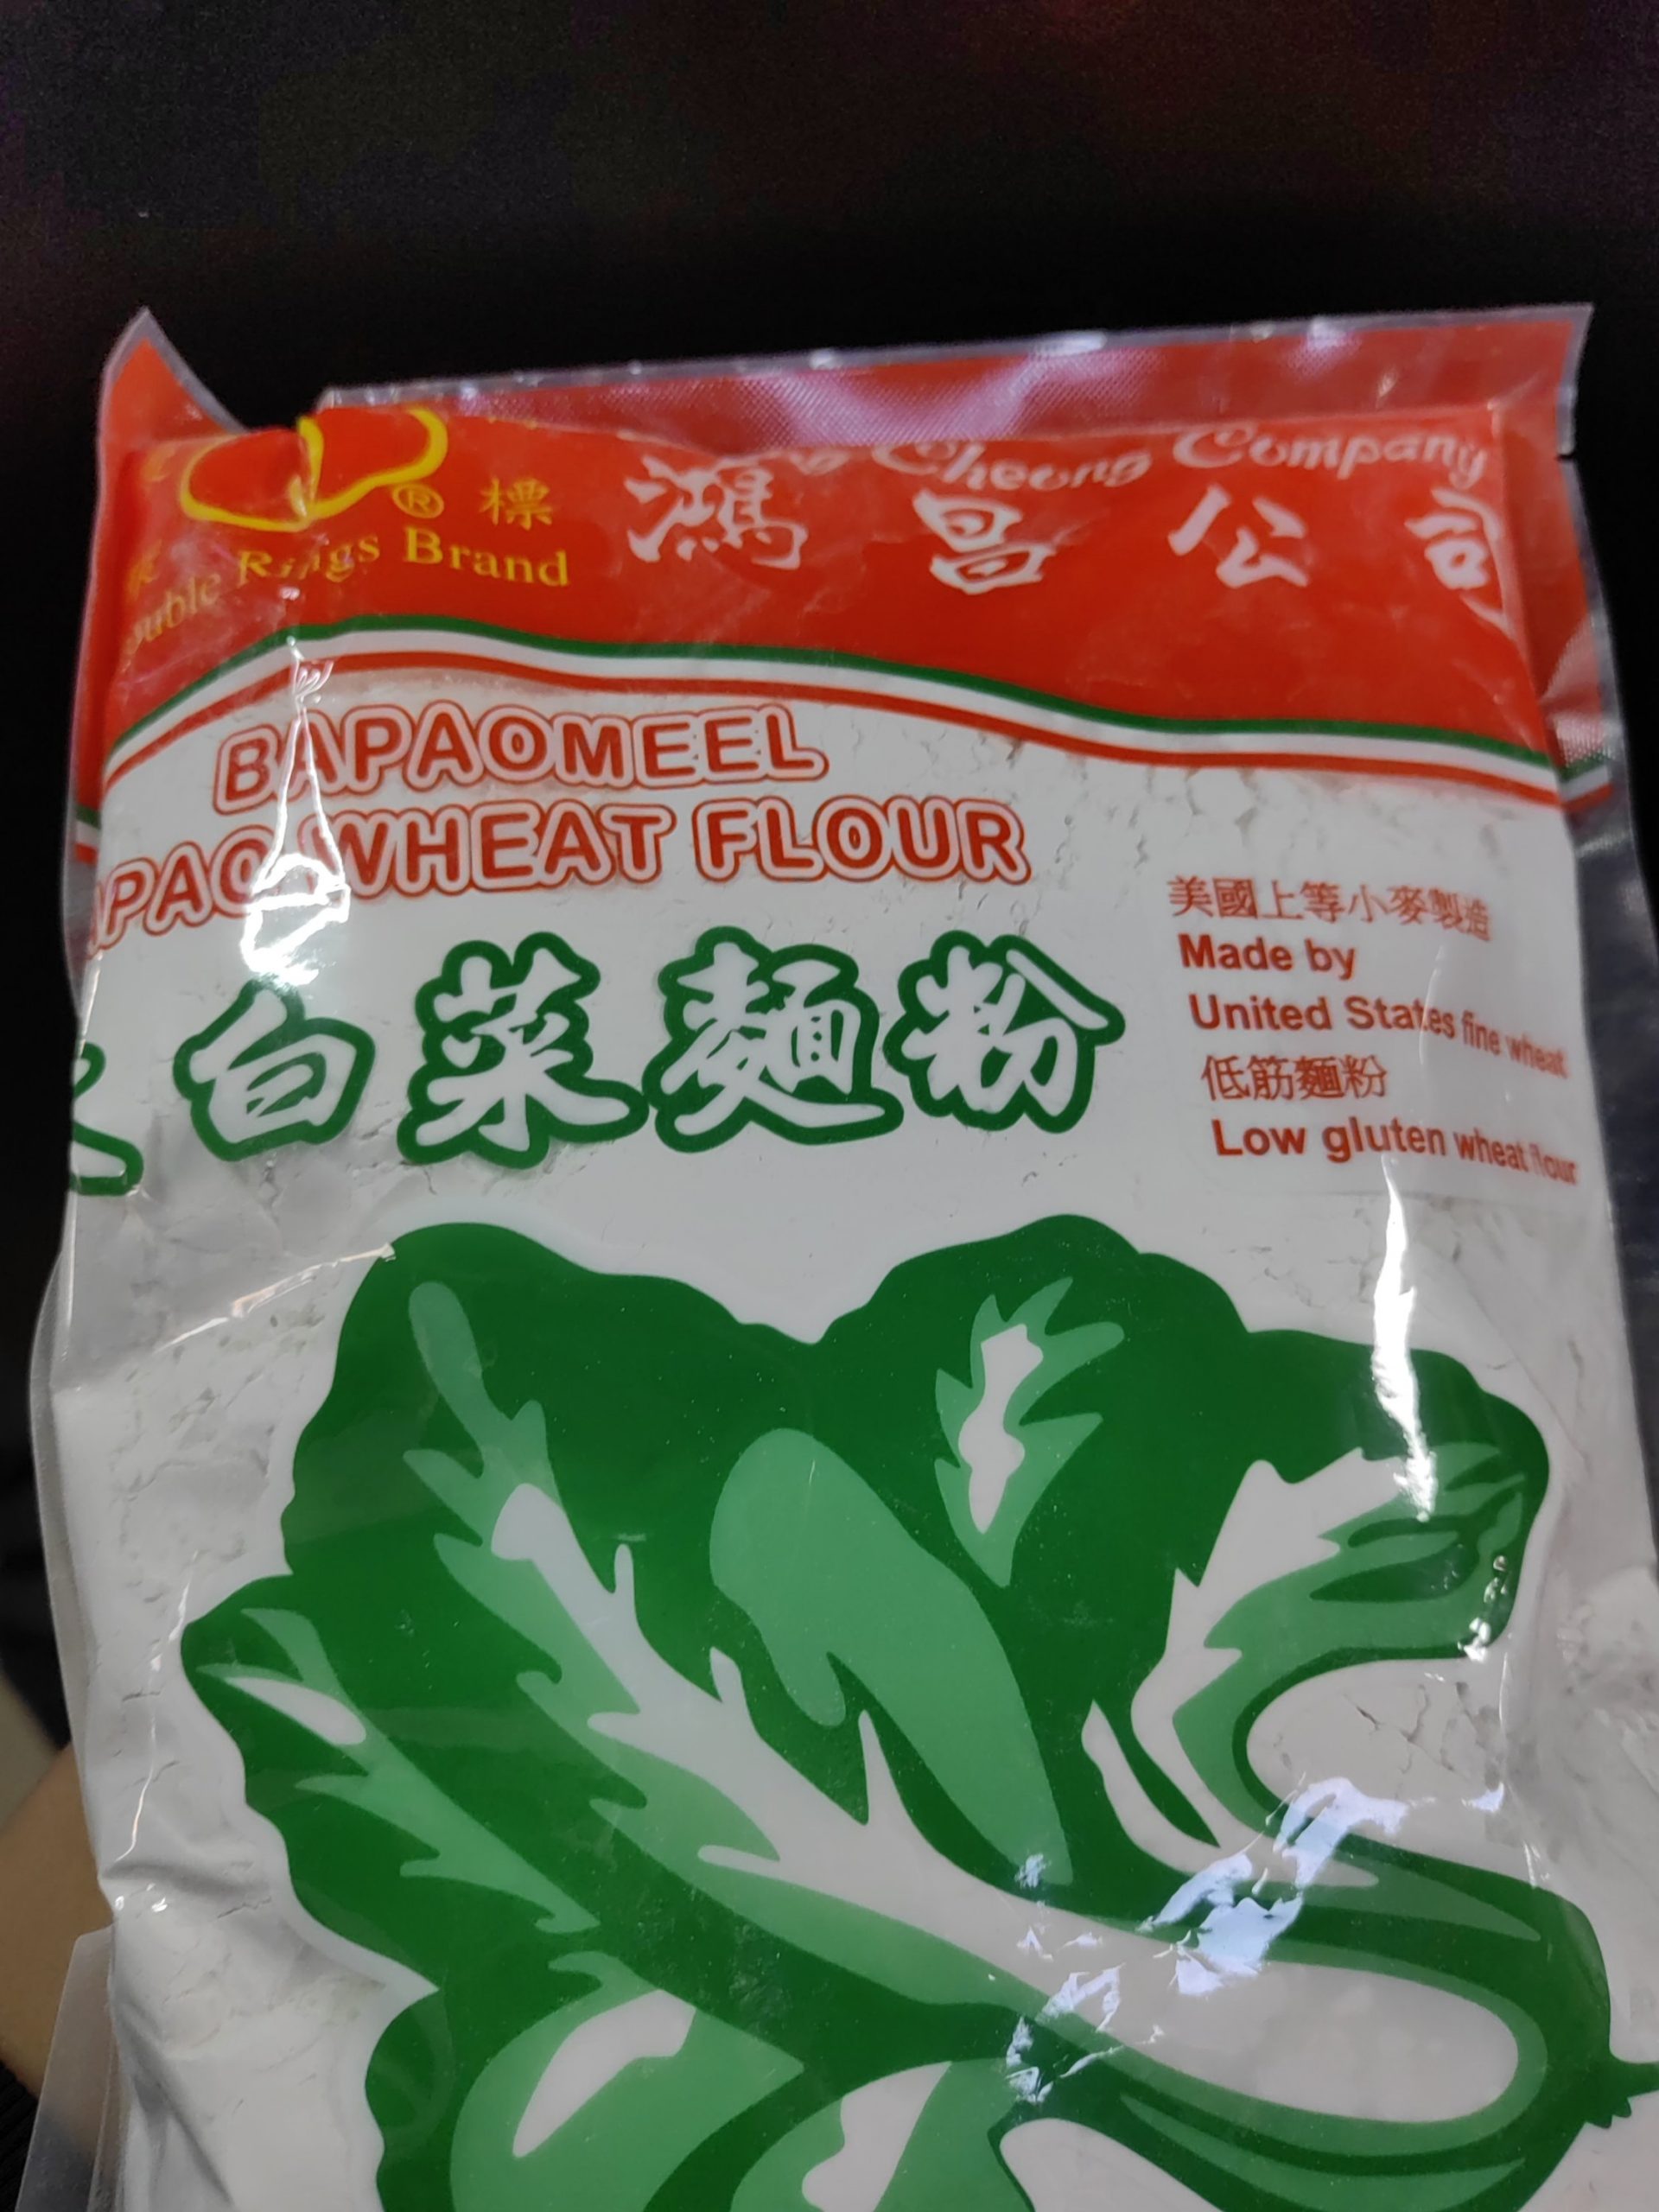 標
Rings Brand
Cheong Company
鴻昌公司
BAPAOMEEL
WHEAT FLOUR
白菜麵粉
美國上等小麥製造
Made by
United States fine wheat
低筋麵粉
Low gluten wheat flour